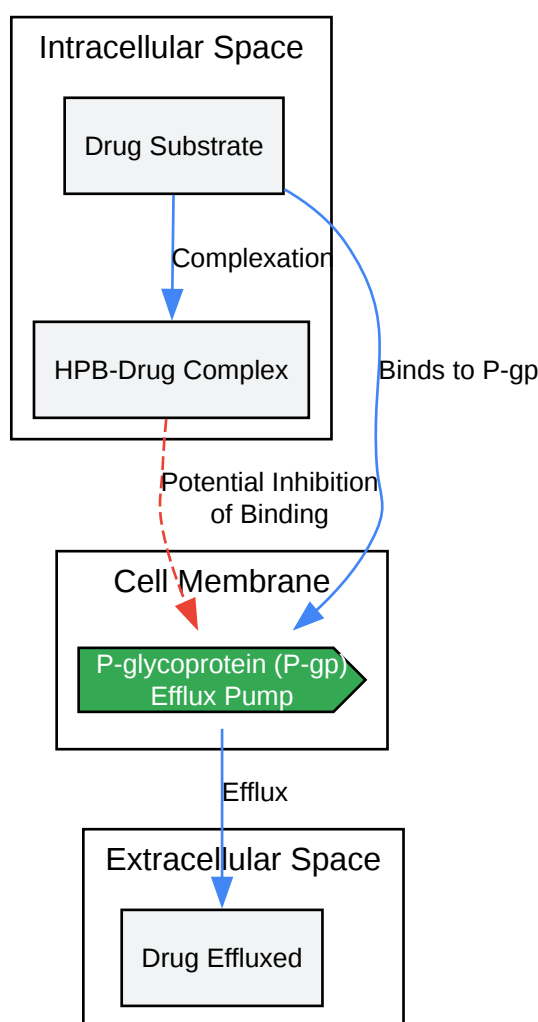 Intracellular Space
Drug Substrate
Complexation
HPB-Drug Complex
Binds to P-gp
Potential Inhibition
of Binding
Cell Membrane
P-glycoprotein (P-gp)
Efflux Pump
Efflux
Extracellular Space
Drug Effluxed